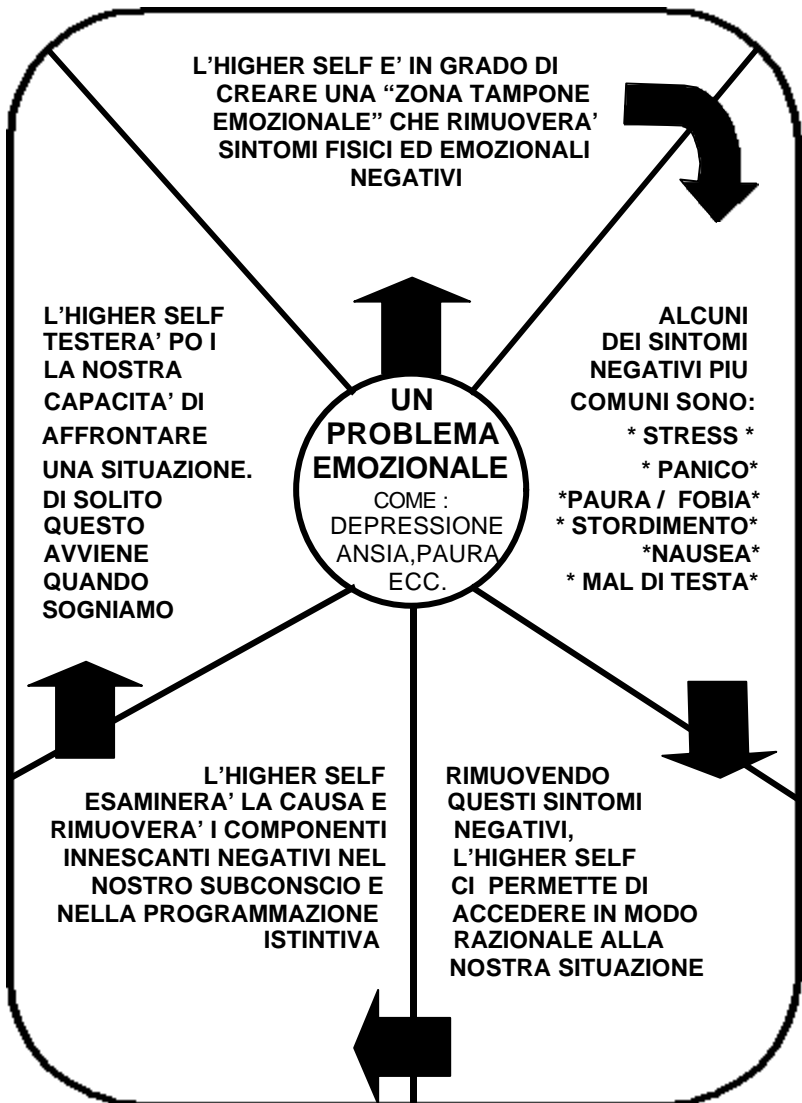 L'HIGHER SELF E' IN GRADO DI
CREARE UNA “ZONA TAMPONE
EMOZIONALE” CHE RIMUOVERA’
SINTOMI FISICI ED EMOZIONALI
NEGATIVI
ALCUNI
DEI SINTOMI
NEGATIVI PIU
COMUNI SONO:
* STRESS *
* PANICO*
*PAURA / FOBIA*
* STORDIMENTO*
*NAUSEA*
* MAL DI TESTA*
RIMUOVENDO
QUESTI SINTOMI
NEGATIVI,
L'HIGHER SELF
CI PERMETTE DI
ACCEDERE IN MODO
RAZIONALE ALLA
NOSTRA SITUAZIONE
L'HIGHER SELF
ESAMINERA’ LA CAUSA E
RIMUOVERA’ I COMPONENTI
INNESCANTI NEGATIVI NEL
NOSTRO SUBCONSCIO E
NELLA PROGRAMMAZIONE
ISTINTIVA
L'HIGHER SELF
TESTERA’ PO I
LA NOSTRA
CAPACITA’ DI
AFFRONTARE
UNA SITUAZIONE.
DI SOLITO
QUESTO
AVVIENE
QUANDO
SOGNIAMO
UN
PROBLEMA
EMOZIONALE
COME :
DEPRESSIONE
ANSIA,PAURA
ECC.